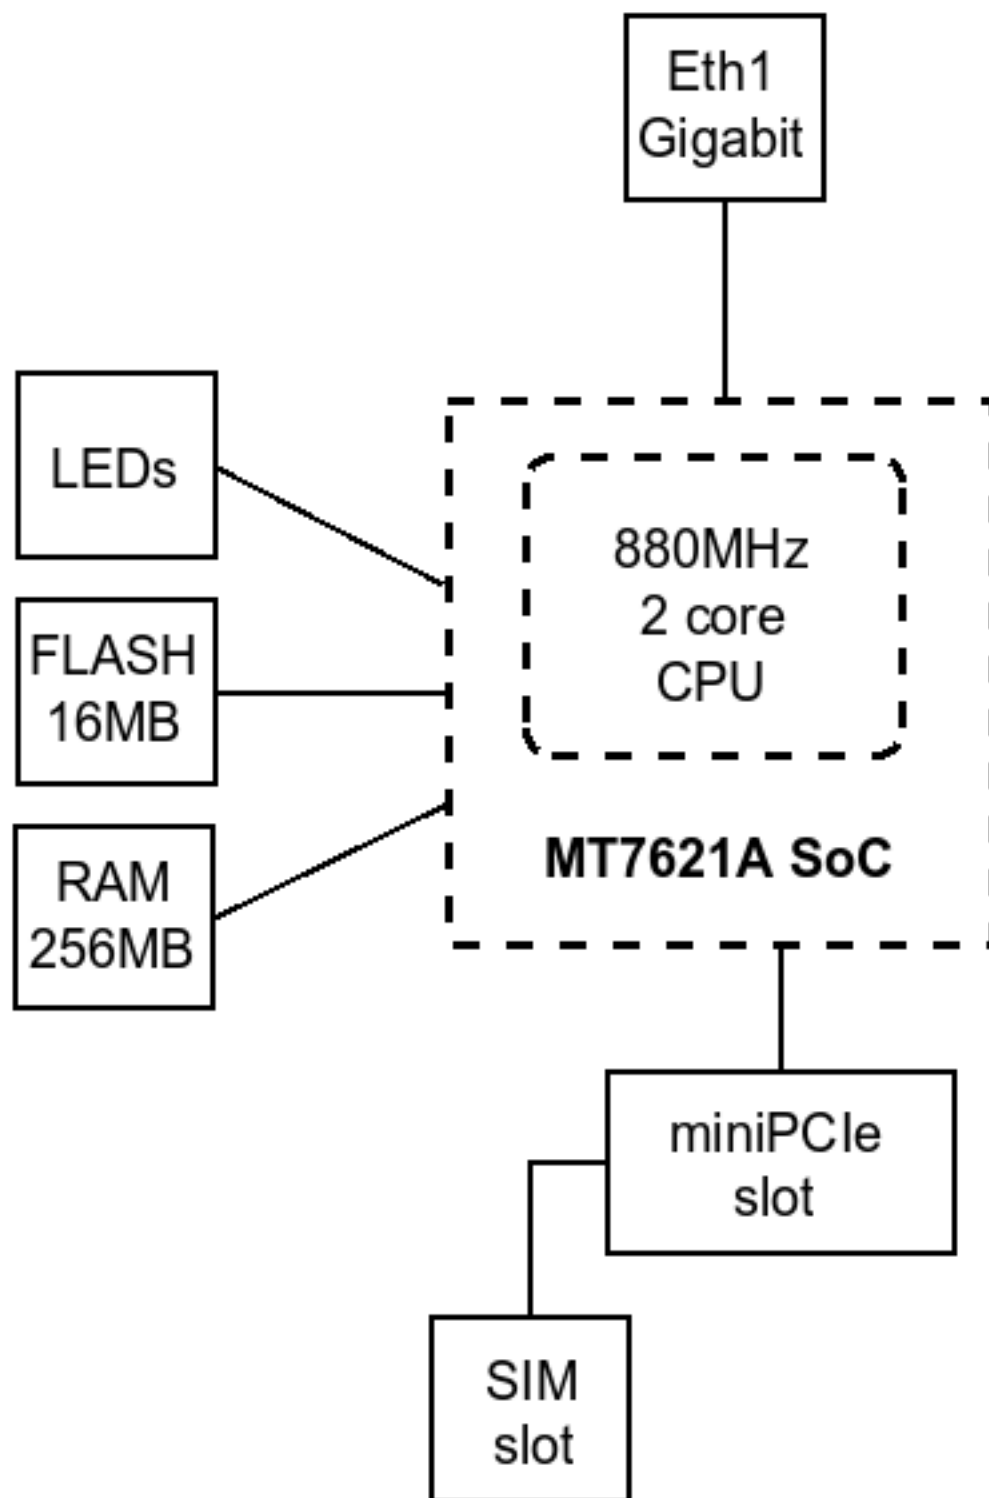 Eth1
Gigabit
LEDs
880MHz
2 core
CPU
FLASH
16MB
MT7621A SoC
RAM
256MB
miniPCIe
slot
SIM
slot